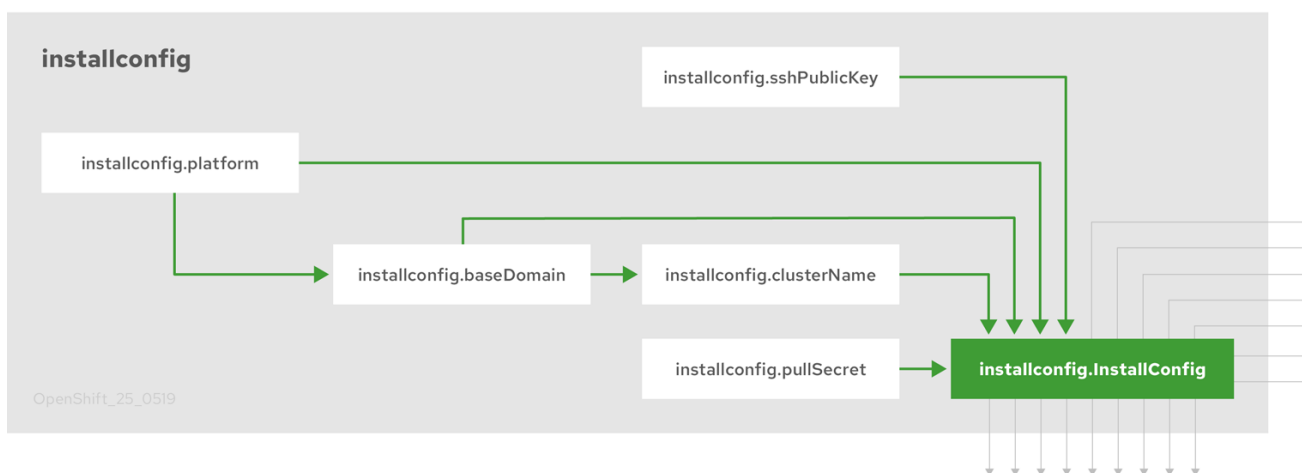 installconfig
installconfig.sshPublicKey
installconfig.platform
installconfig.baseDomain
installconfig.clusterName
installconfig.pullSecret
installconfig.InstallConfig
OpenShift_25_0519